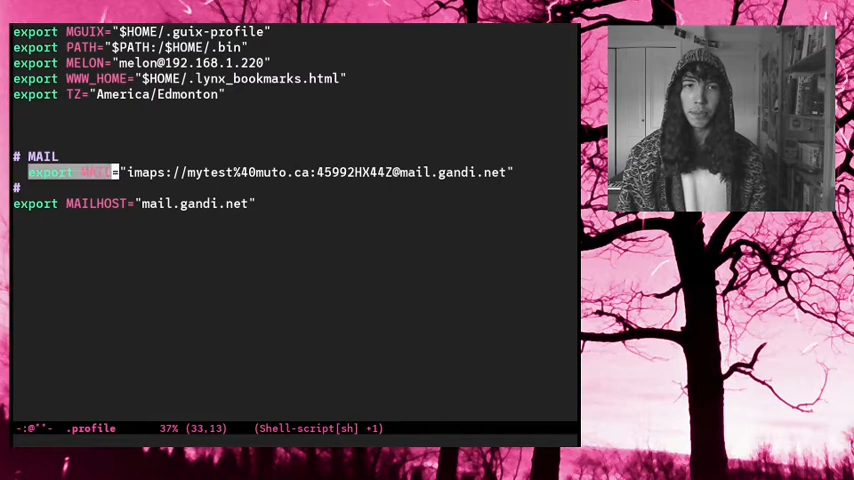 export MGUIX="$HOME/.guix-profile"
export PATH="$PATH:/$HOME/.bin"
export MELON="melon@192.168.1.220"
export WWW_HOME="$HOME/.lynx_bookmarks.html"
export TZ="America/Edmonton"
# MAIL
export MAIL="imaps://mytest%40muto.ca:45992HX44Z@mail.gandi.net"
#
export MAILHOST="mail.gandi.net"
-:@**- .profile 37% (33,13) (Shell-script[sh] +1)